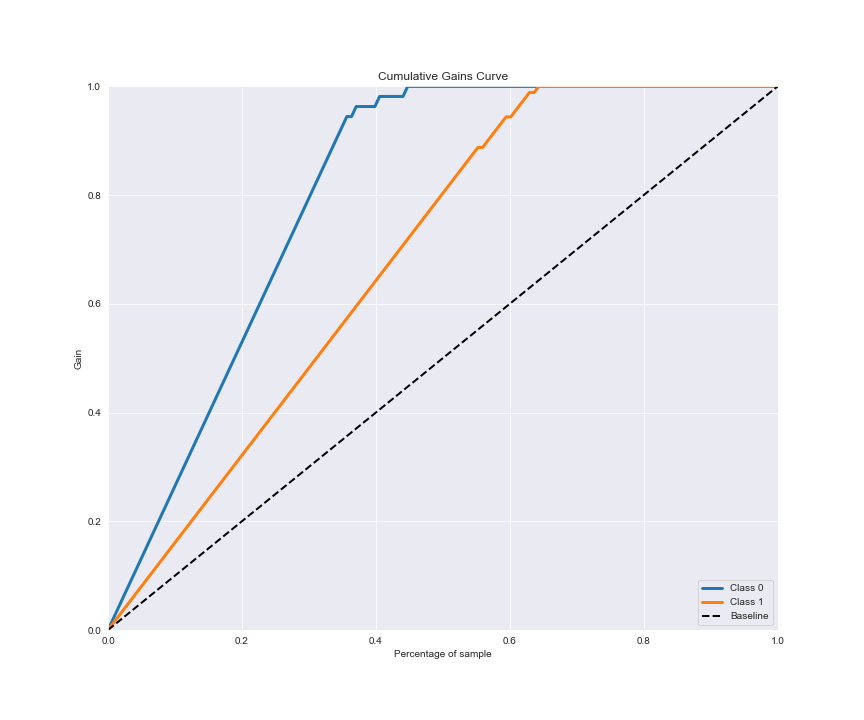 Cumulative Gains Curve
1.0
0.8
0.6
0.4
0.2
0.0
Gain
0.0 0.2 0.4 0.6 0.8 1.0
Percentage of sample
Class 0
Class 1
Baseline